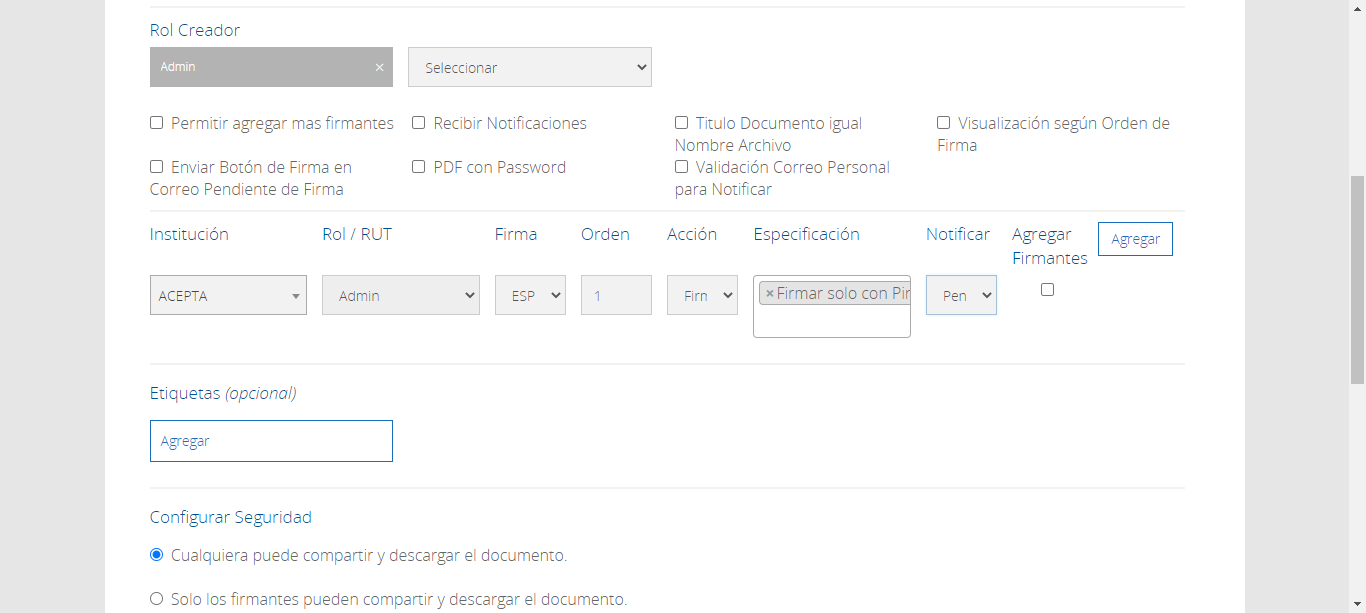 Rol Creador
Admin ×
Seleccionar
Permitir agregar mas firmantes
Recibir Notificaciones
Titulo Documento igual
Nombre Archivo
Visualización según Orden de
Firma
Enviar Botón de Firma en
Correo Pendiente de Firma
PDF con Password
Validación Correo Personal
para Notificar
Institución
Rol / RUT
Firma
Orden
Acción
Especificación
Notificar
Agregar
Firmantes
Agregar
ACEPTA
Admin
ESP
1
Firn
×Firmar solo con Pin
Pen
Etiquetas (opcional)
Agregar
Configurar Seguridad
Cualquiera puede compartir y descargar el documento.
Solo los firmantes pueden compartir y descargar el documento.